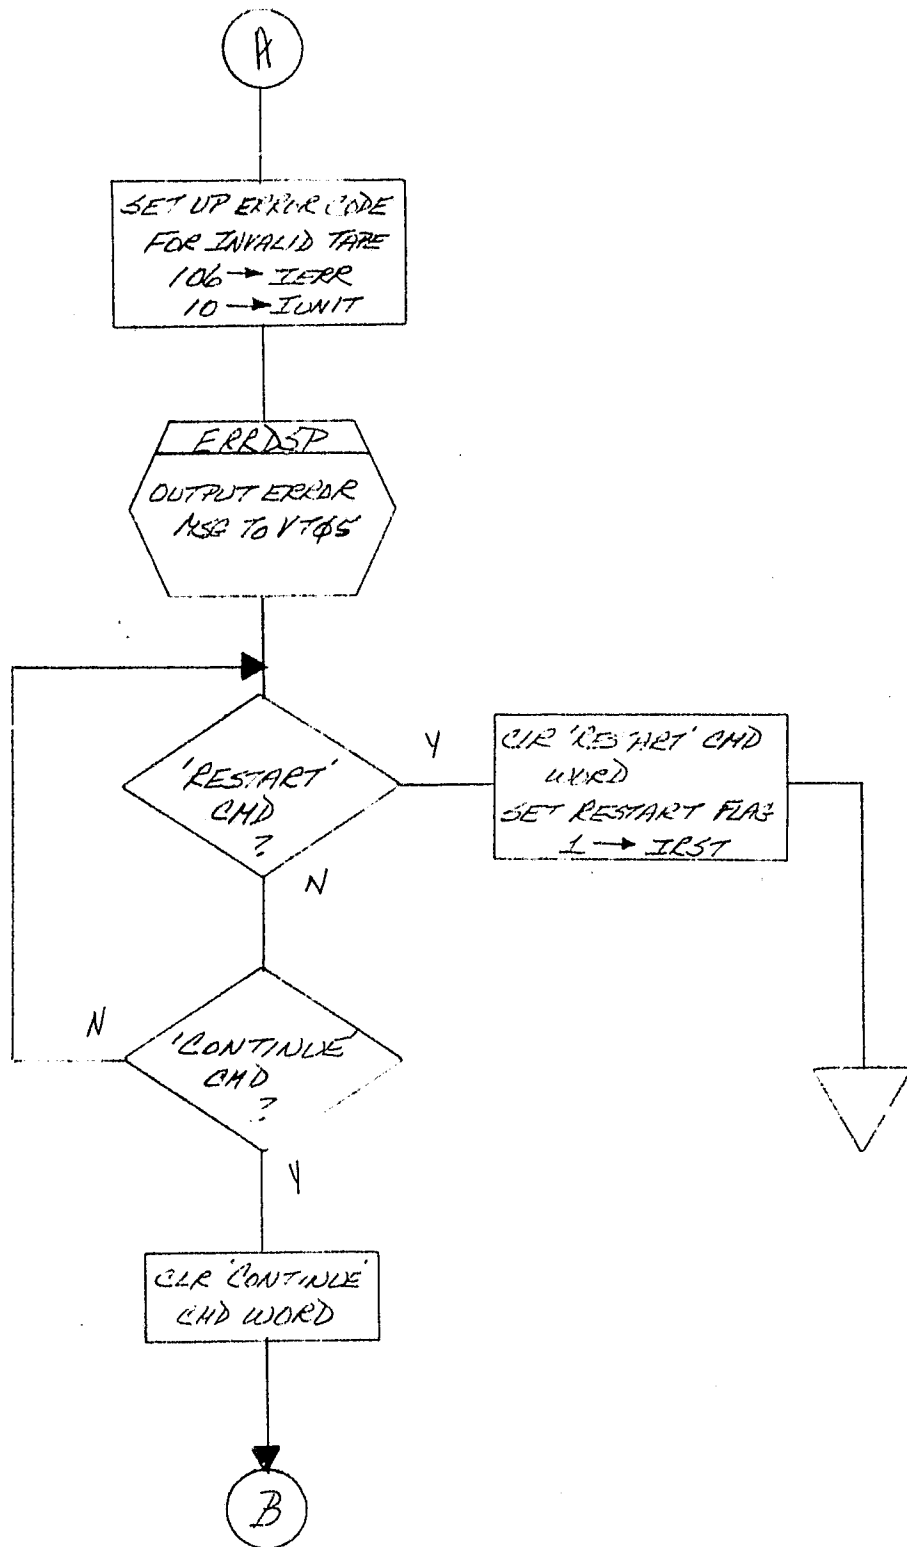 A
SET UP ERROR CODE
FOR INVALID TAPE
106 → IERR
10 → IUNIT
ERRDSP
OUTPUT ERROR
MSG TO VTØ5
'RESTART'
CMD
?
Y
CLR 'RESTART' CMD
WORD
SET RESTART FLAG
1 → IRST
N
'CONTINUE'
CMD
?
N
Y
CLR 'CONTINUE'
CMD WORD
B